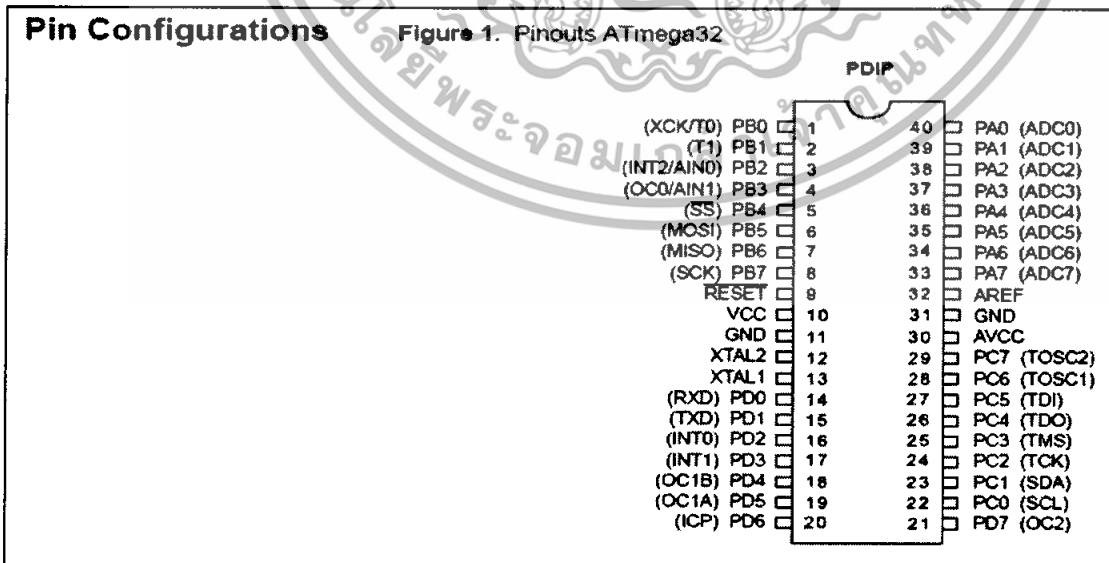 Pin Configurations
Figure 1. Pinouts ATmega32
PDIP
(XCK/T0) PB0 1 40 PA0 (ADC0)
(T1) PB1 2 39 PA1 (ADC1)
(INT2/AIN0) PB2 3 38 PA2 (ADC2)
(OC0/AIN1) PB3 4 37 PA3 (ADC3)
(SS) PB4 5 36 PA4 (ADC4)
(MOSI) PB5 6 35 PA5 (ADC5)
(MISO) PB6 7 34 PA6 (ADC6)
(SCK) PB7 8 33 PA7 (ADC7)
RESET 9 32 AREF
VCC 10 31 GND
GND 11 30 AVCC
XTAL2 12 29 PC7 (TOSC2)
XTAL1 13 28 PC6 (TOSC1)
(RXD) PD0 14 27 PC5 (TDI)
(TXD) PD1 15 26 PC4 (TDO)
(INT0) PD2 16 25 PC3 (TMS)
(INT1) PD3 17 24 PC2 (TCK)
(OC1B) PD4 18 23 PC1 (SDA)
(OC1A) PD5 19 22 PC0 (SCL)
(ICP) PD6 20 21 PD7 (OC2)